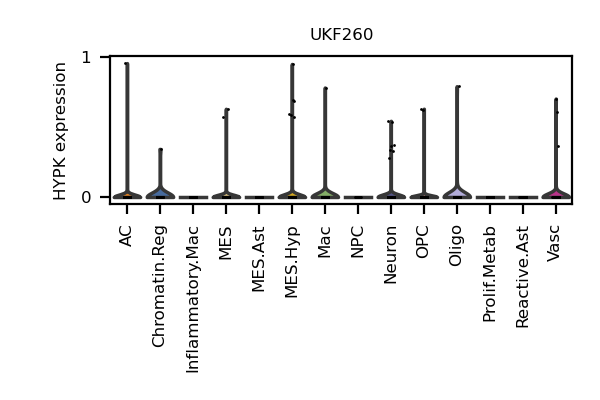 UKF260
HYPK expression
1
0
AC
Chromatin.Reg
Inflammatory.Mac
MES
MES.Ast
MES.Hyp
Mac
NPC
Neuron
OPC
Oligo
Prolif.Metab
Reactive.Ast
Vasc